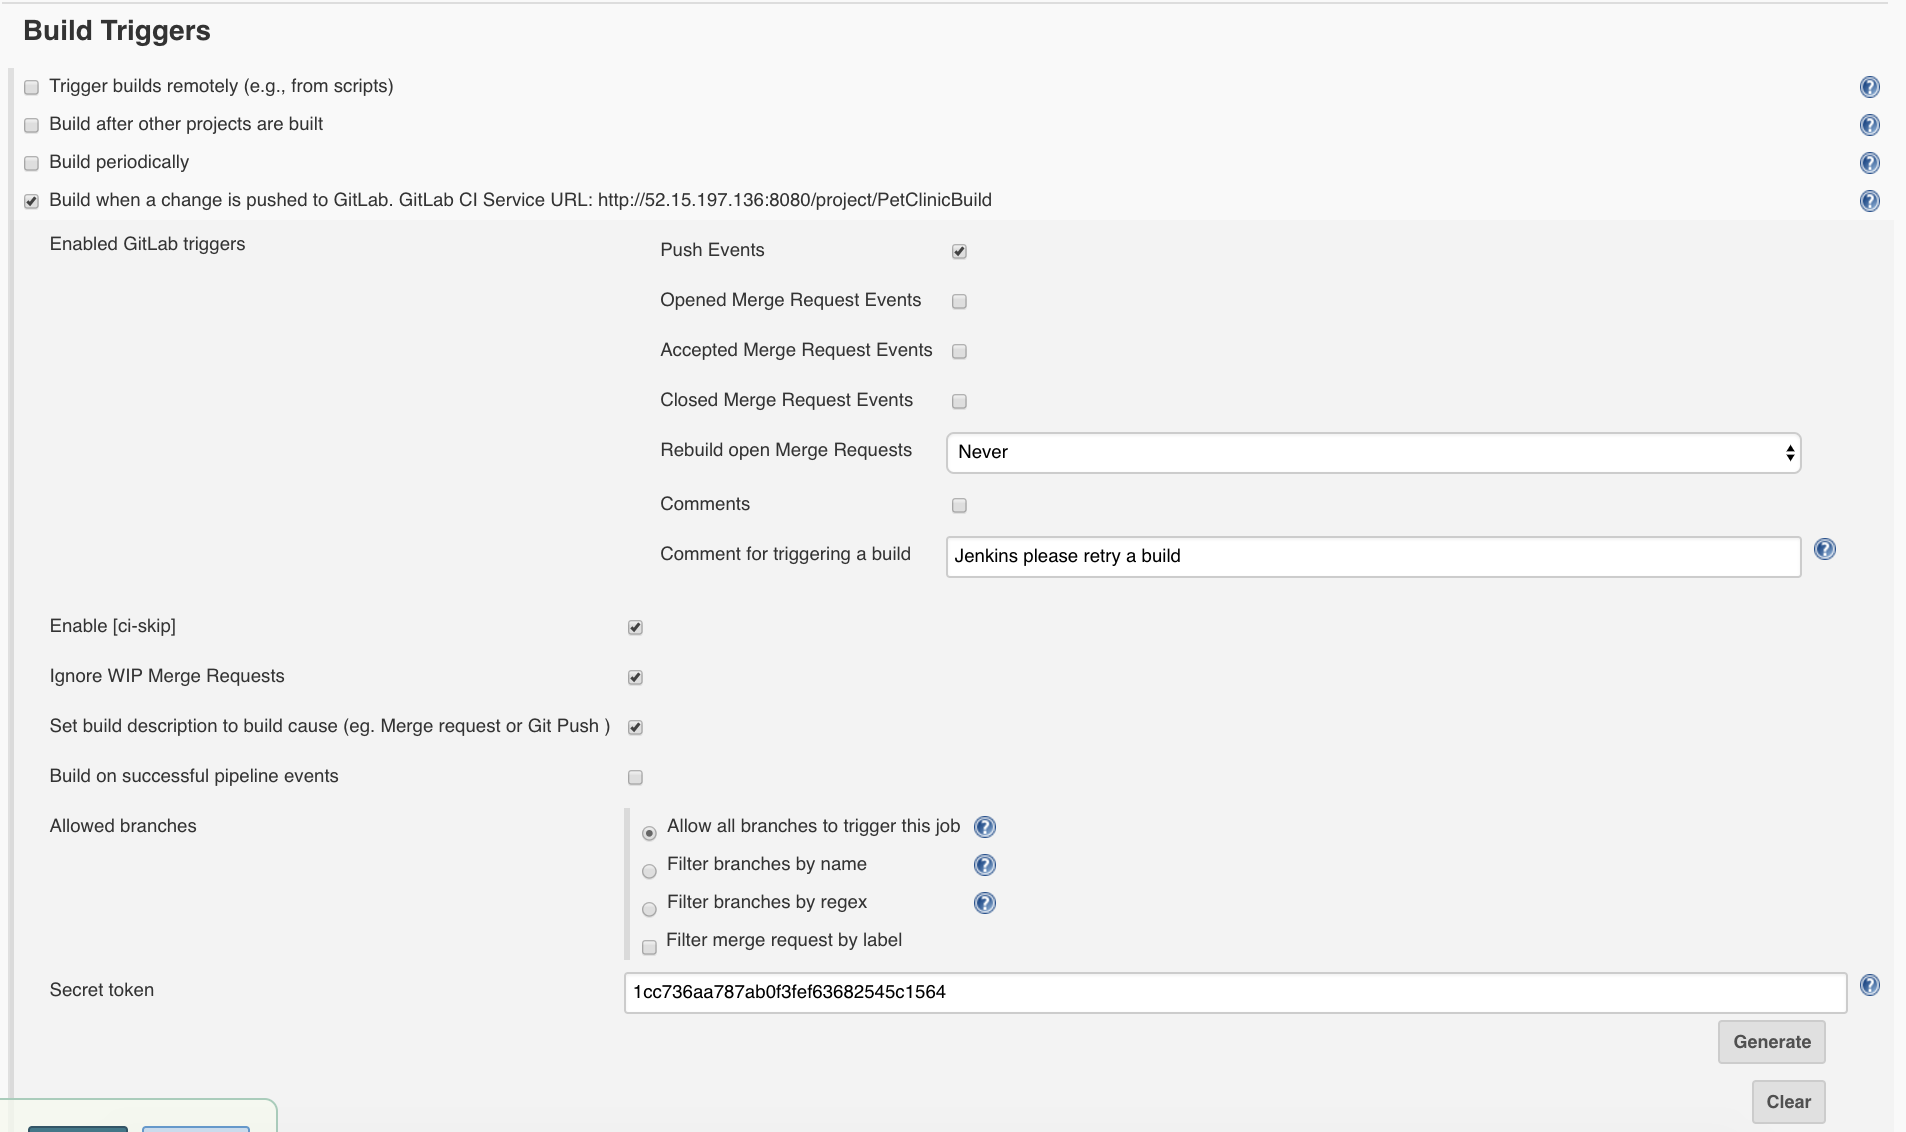 Build Triggers
Trigger builds remotely (e.g., from scripts)
Build after other projects are built
Build periodically
Build when a change is pushed to GitLab. GitLab CI Service URL: http://52.15.197.136:8080/project/PetClinicBuild
Enabled GitLab triggers
Push Events
Opened Merge Request Events
Accepted Merge Request Events
Closed Merge Request Events
Rebuild open Merge Requests Never
Comments
Comment for triggering a build Jenkins please retry a build
Enable [ci-skip]
Ignore WIP Merge Requests
Set build description to build cause (eg. Merge request or Git Push )
Build on successful pipeline events
Allowed branches
Allow all branches to trigger this job
Filter branches by name
Filter branches by regex
Filter merge request by label
Secret token 1cc736aa787ab0f3fef63682545c1564
Generate
Clear